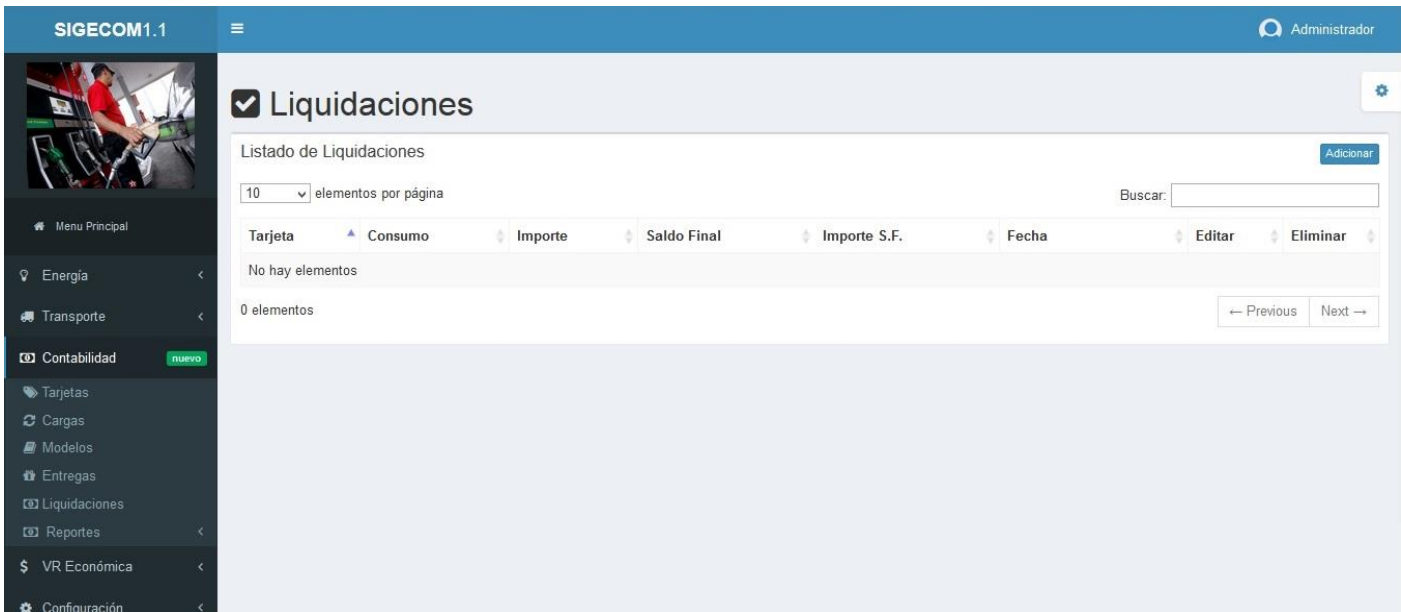 SIGECOM1.1
Administrador
Menu Principal
Energía
Transporte
Contabilidad nuevo
Tarjetas
Cargas
Modelos
Entregas
Liquidaciones
Reportes
VR Económica
Configuración
Liquidaciones
Listado de Liquidaciones Adicionar
10 elementos por página Buscar:
Tarjeta Consumo Importe Saldo Final Importe S.F. Fecha Editar Eliminar
No hay elementos
0 elementos ← Previous Next →